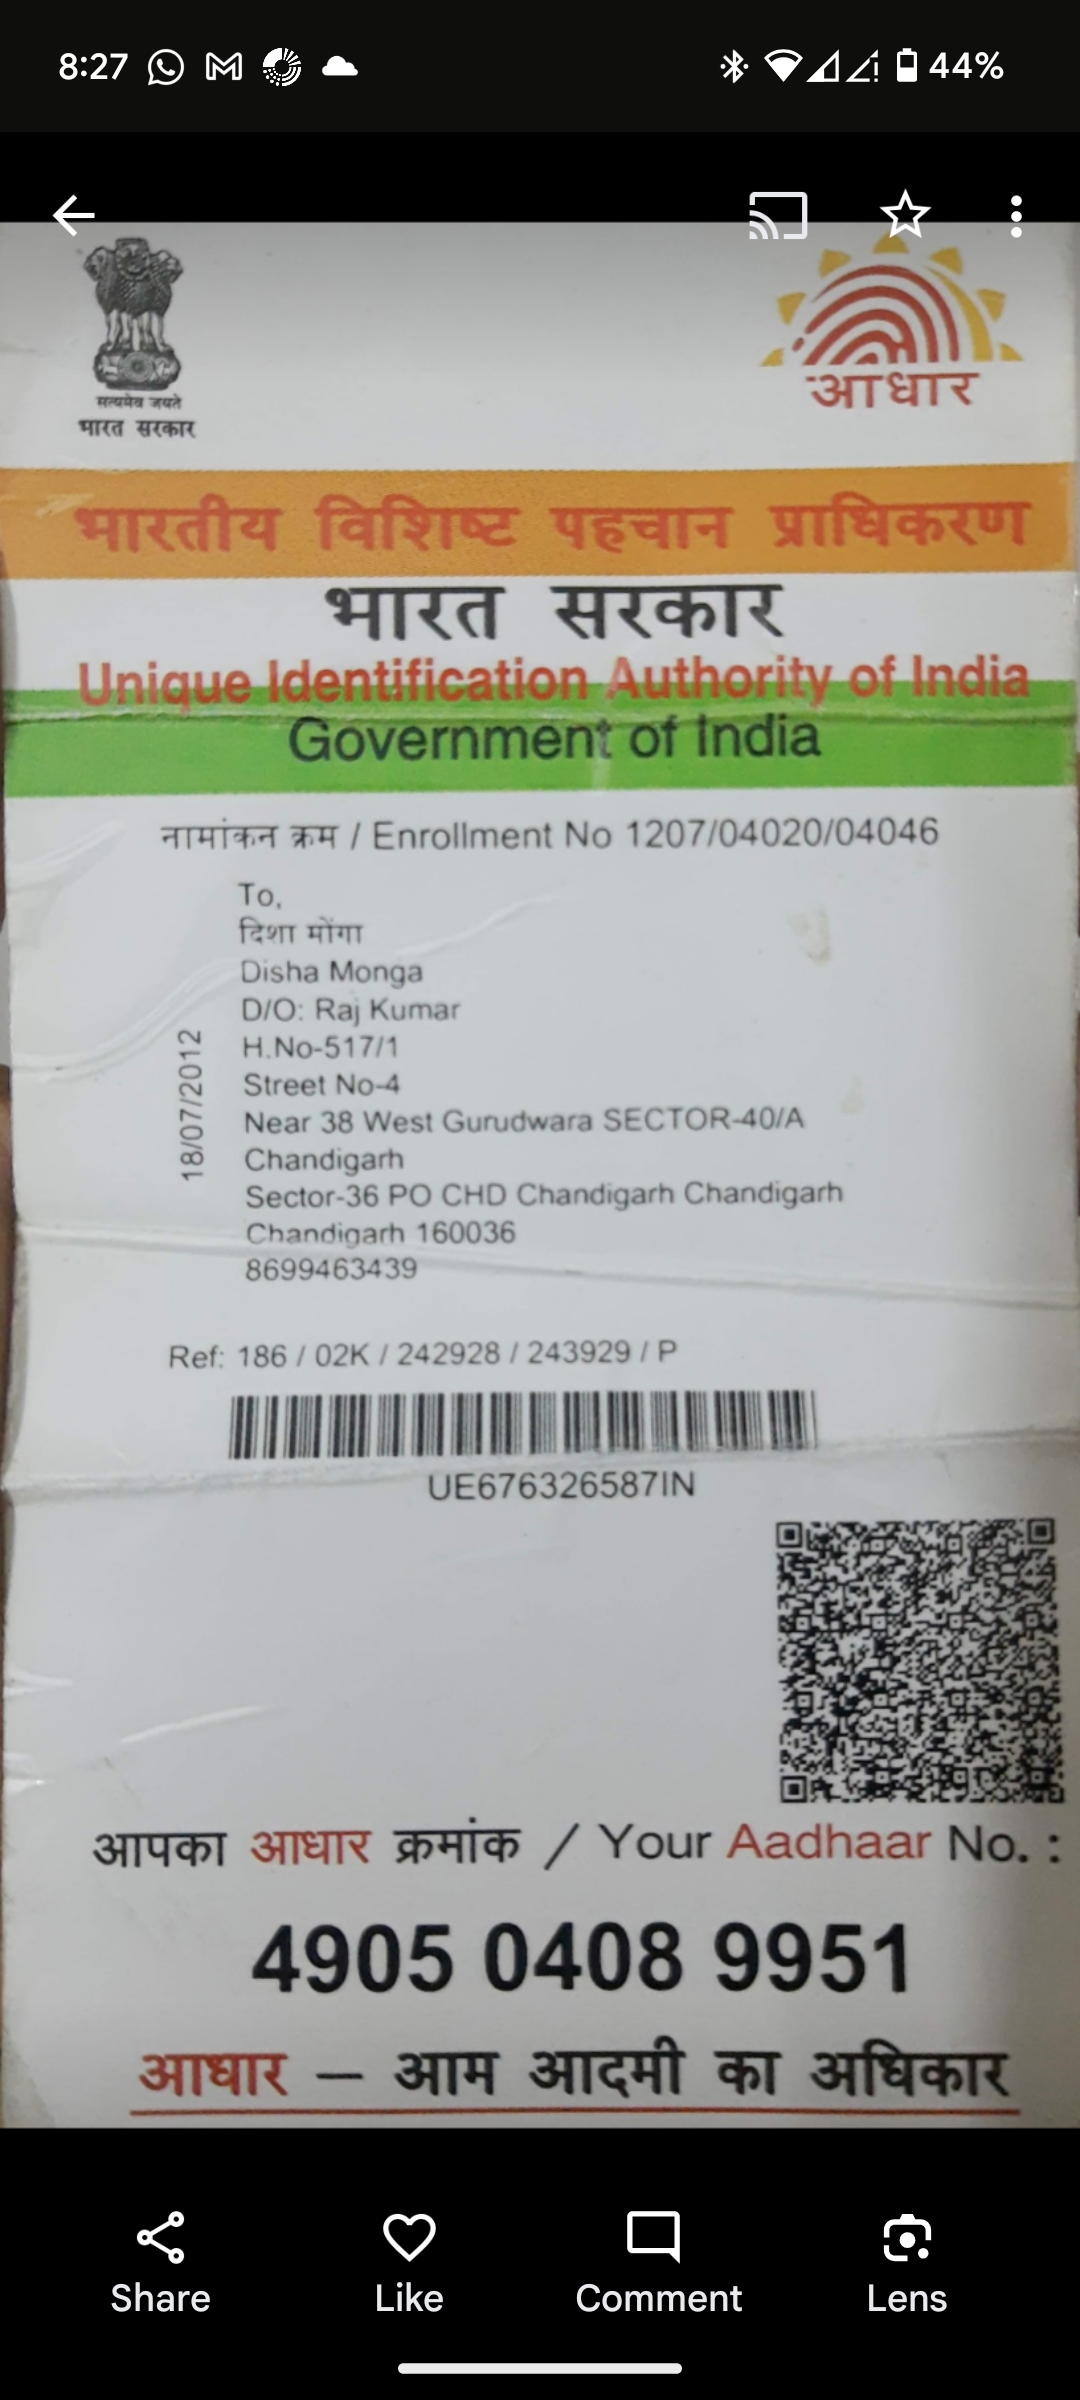 8:27 44%
सत्यमेव जयते
भारत सरकार
आधार
भारतीय विशिष्ट पहचान प्राधिकरण
भारत सरकार
Unique Identification Authority of India
Government of India
नामांकन क्रम / Enrollment No 1207/04020/04046
To,
दिशा मोंगा
Disha Monga
D/O: Raj Kumar
H.No-517/1
Street No-4
Near 38 West Gurudwara SECTOR-40/A
Chandigarh
Sector-36 PO CHD Chandigarh Chandigarh
Chandigarh 160036
8699463439
18/07/2012
Ref: 186 / 02K / 242928 / 243929 / P
UE676326587IN
आपका आधार क्रमांक / Your Aadhaar No. :
4905 0408 9951
आधार – आम आदमी का अधिकार
Share Like Comment Lens